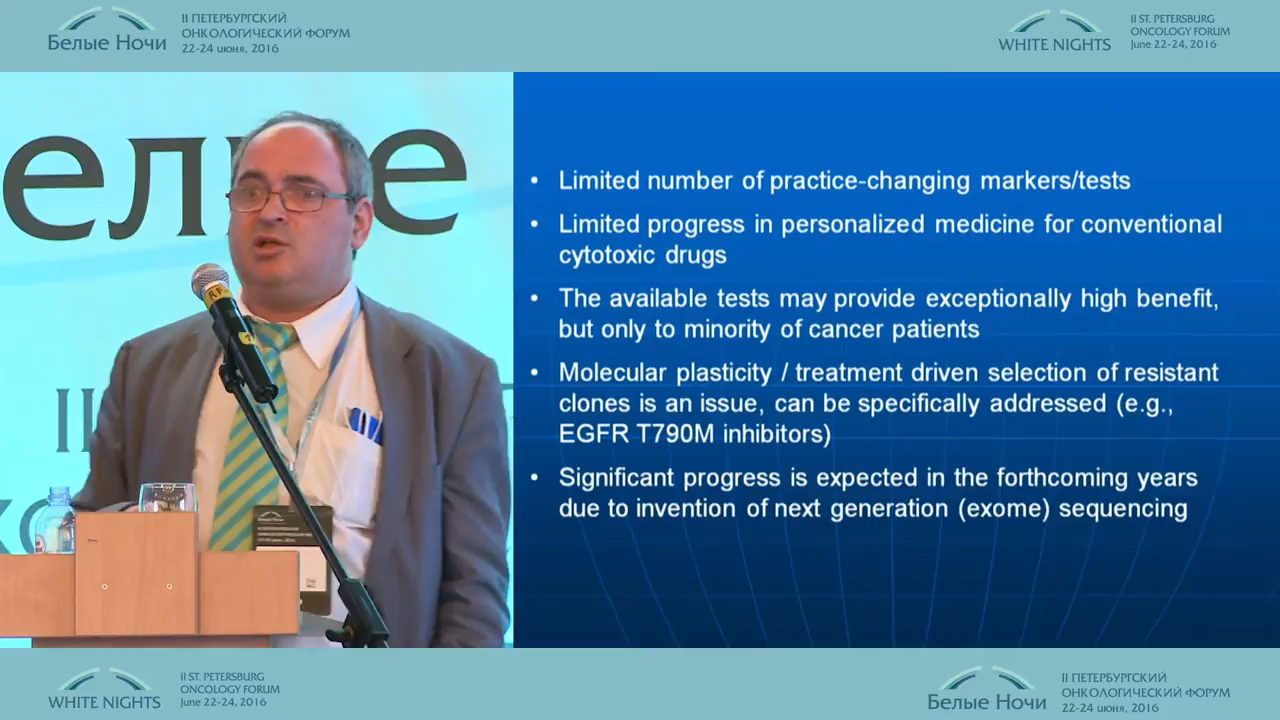 Белые Ночи
II ПЕТЕРБУРГСКИЙ
ОНКОЛОГИЧЕСКИЙ ФОРУМ
22-24 июня, 2016
WHITE NIGHTS
II ST. PETERSBURG
ONCOLOGY FORUM
June 22-24, 2016
елые
II
• Limited number of practice-changing markers/tests
• Limited progress in personalized medicine for conventional
cytotoxic drugs
• The available tests may provide exceptionally high benefit,
but only to minority of cancer patients
• Molecular plasticity / treatment driven selection of resistant
clones is an issue, can be specifically addressed (e.g.,
EGFR T790M inhibitors)
• Significant progress is expected in the forthcoming years
due to invention of next generation (exome) sequencing
WHITE NIGHTS
II ST. PETERSBURG
ONCOLOGY FORUM
June 22-24, 2016
Белые Ночи
II ПЕТЕРБУРГСКИЙ
ОНКОЛОГИЧЕСКИЙ ФОРУМ
22-24 июня, 2016